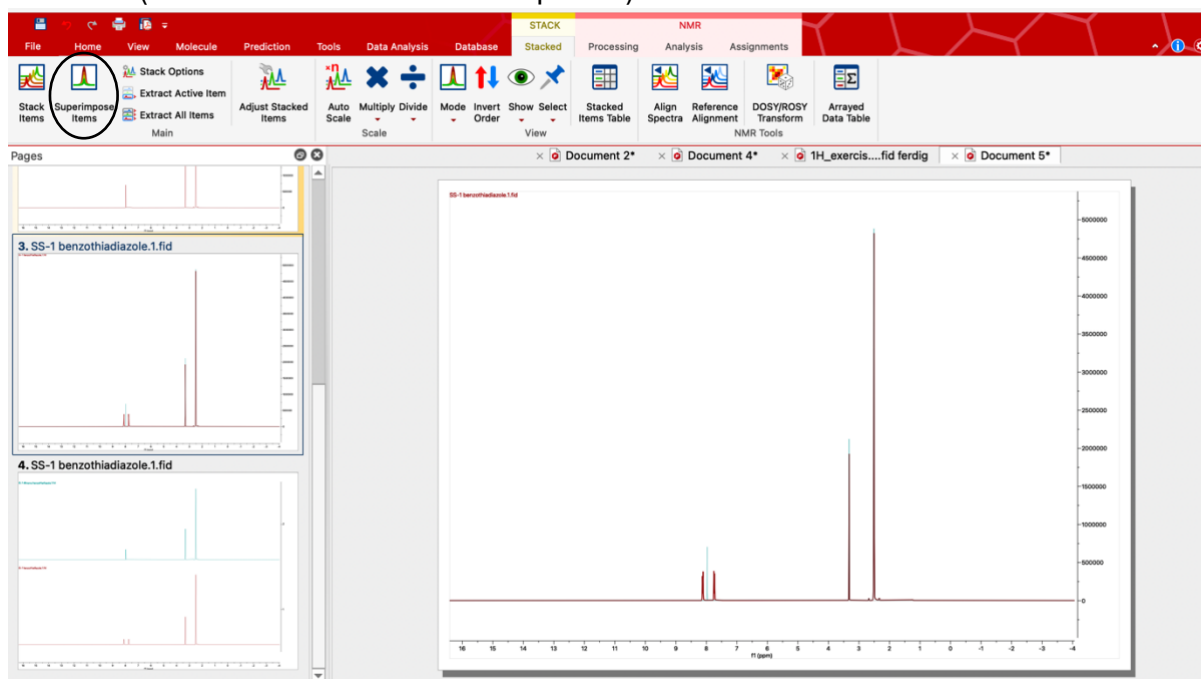 STACK NMR
File Home View Molecule Prediction Tools Data Analysis Database Stacked Processing Analysis Assignments
Stack Items
Superimpose Items
Stack Options
Extract Active Item
Extract All Items
Adjust Stacked Items
Auto Scale
Multiply Divide
Mode
Invert Order
Show Select
Stacked Items Table
Align Spectra
Reference Alignment
DOSY/ROSY Transform
Arrayed Data Table
Main Scale View NMR Tools
Pages
Document 2* Document 4* 1H_exercis....fid ferdig Document 5*
3. SS-1 benzothiadiazole.1.fid
4. SS-1 benzothiadiazole.1.fid
SS-1 benzothiadiazole.1.fid
5000000
4500000
4000000
3500000
3000000
2500000
2000000
1500000
1000000
500000
0
16 15 14 13 12 11 10 9 8 7 6 5 4 3 2 1 0 -1 -2 -3 -4
f1 (ppm)